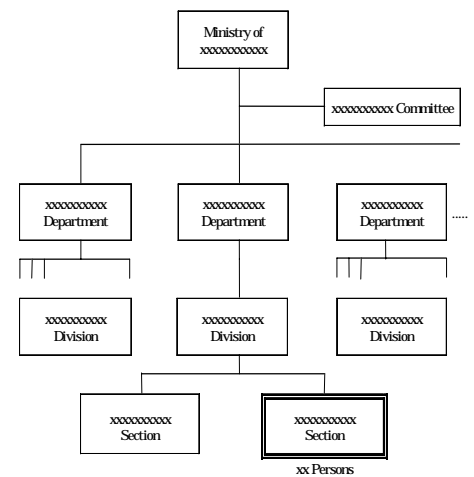 Ministry of
xxxxxxxxxxx
xxxxxxxxxx Committee
xxxxxxxxxx
Department
xxxxxxxxxx
Department
xxxxxxxxxx
Department
.....
xxxxxxxxxx
Division
xxxxxxxxxx
Division
xxxxxxxxxx
Division
xxxxxxxxxx
Section
xxxxxxxxxx
Section
xx Persons